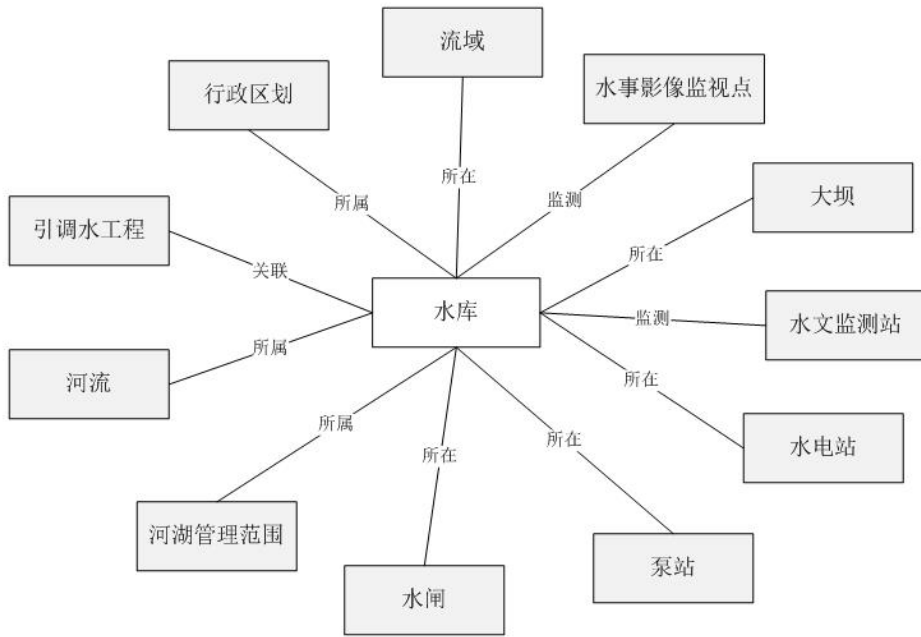 流域
行政区划
水事影像监视点
所在
所属
监测
大坝
引调水工程
所在
关联
水库
监测
水文监测站
所属
河流
所在
所属
所在
所在
水电站
河湖管理范围
泵站
水闸